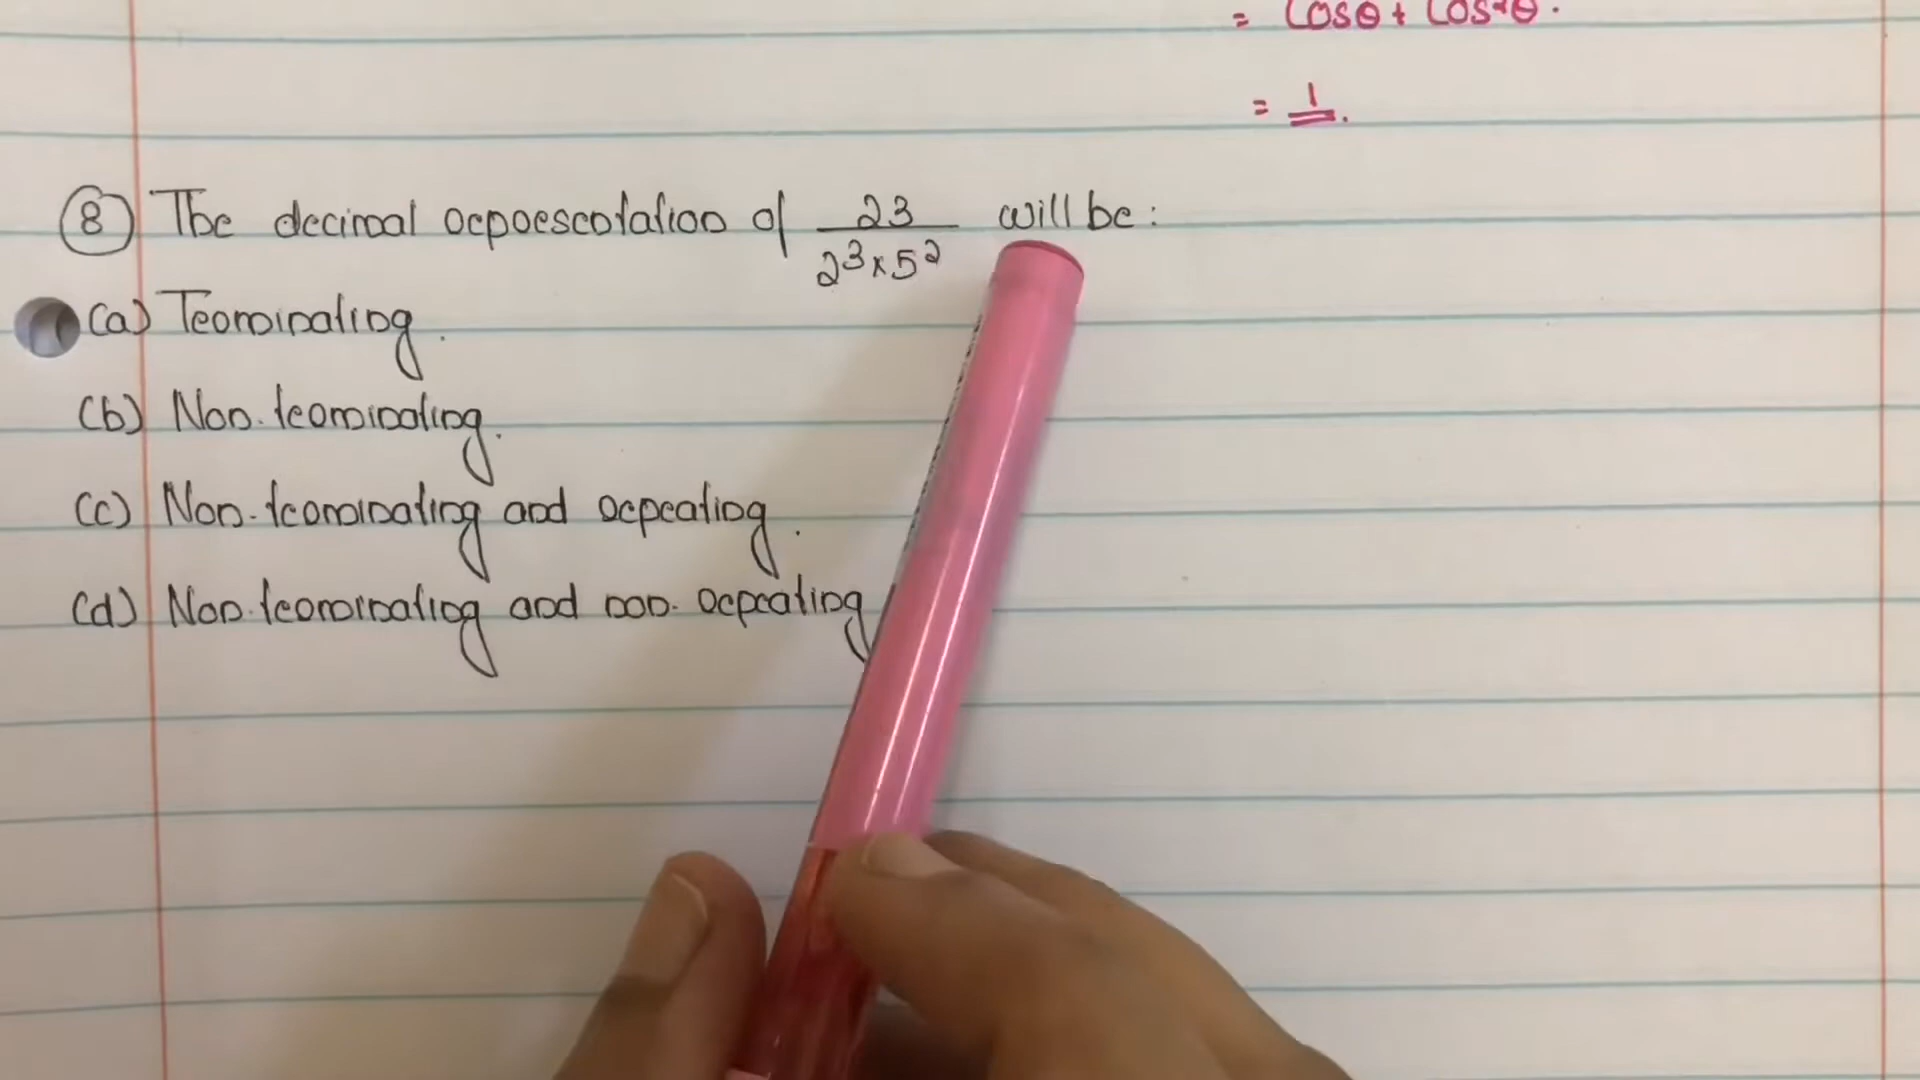 = Cosθ + Cos²θ.
= 1.
(8) The decimal representation of 23/(2³×5²) will be:
(a) Terminating.
(b) Non-terminating.
(c) Non-terminating and repeating.
(d) Non-terminating and non-repeating